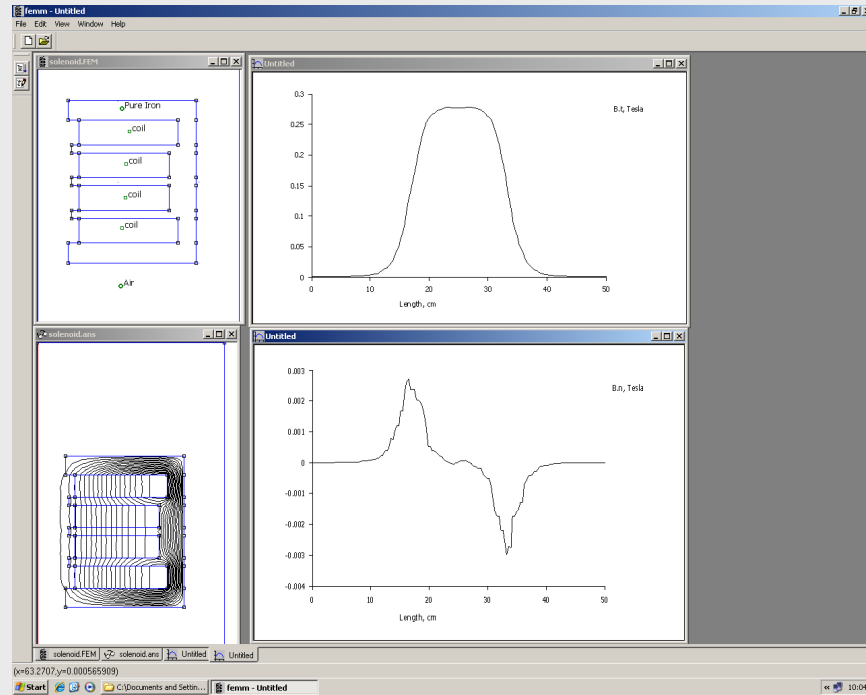 femm - Untitled
File Edit View Window Help
solenoid.FEM
Pure Iron
coil
coil
coil
coil
Air
Untitled
0.3
0.25
0.2
0.15
0.1
0.05
0
0 10 20 30 40 50
Length, cm
B.t, Tesla
solenoid.ans
Untitled
0.003
0.002
0.001
0
-0.001
-0.002
-0.003
-0.004
0 10 20 30 40 50
Length, cm
B.n, Tesla
solenoid.FEM solenoid.ans Untitled Untitled
(x=63.2707,y=0.000565909)
Start C:\Documents and Settin... femm - Untitled « 10:04